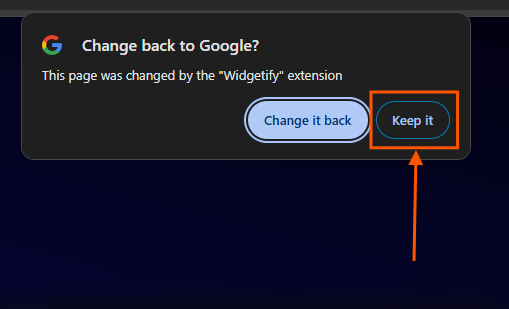 Change back to Google?
This page was changed by the "Widgetify" extension
Change it back
Keep it